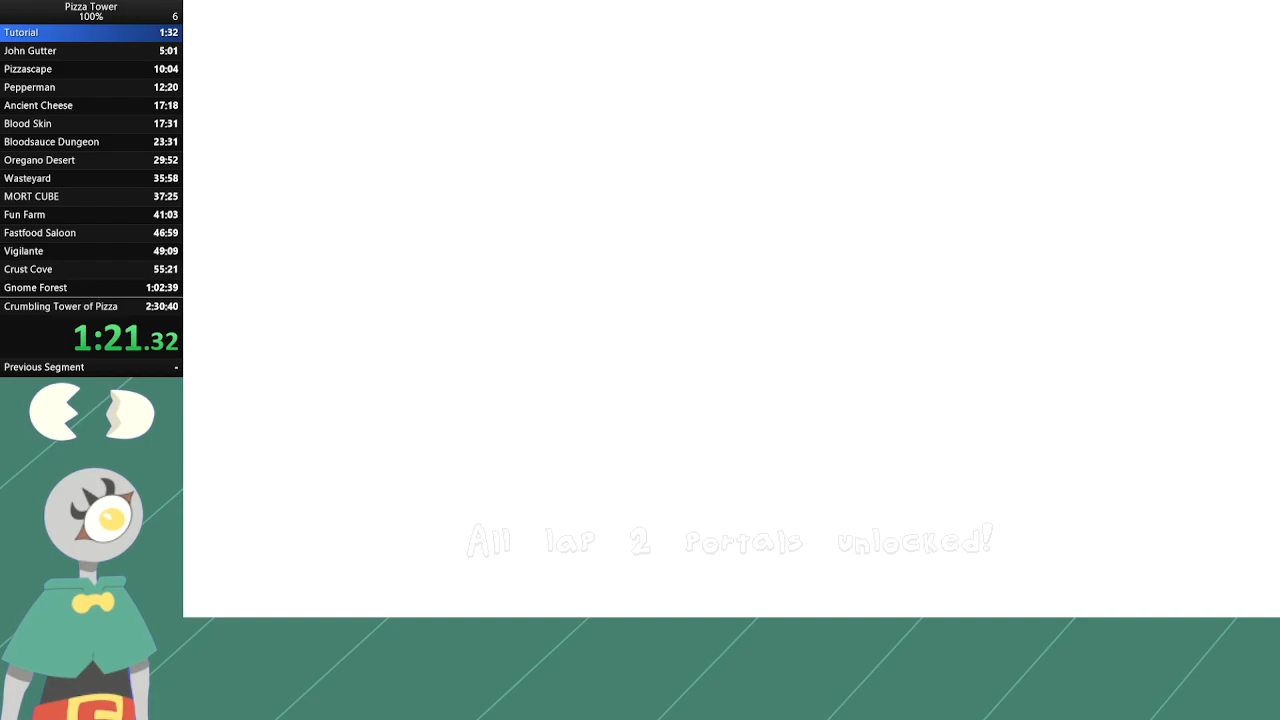 Pizza Tower
100% 6
Tutorial 1:32
John Gutter 5:01
Pizzascape 10:04
Pepperman 12:20
Ancient Cheese 17:18
Blood Skin 17:31
Bloodsauce Dungeon 23:31
Oregano Desert 29:52
Wasteyard 35:58
MORT CUBE 37:25
Fun Farm 41:03
Fastfood Saloon 46:59
Vigilante 49:09
Crust Cove 55:21
Gnome Forest 1:02:39
Crumbling Tower of Pizza 2:30:40
1:21.32
Previous Segment -
All lap 2 portals unlocked!